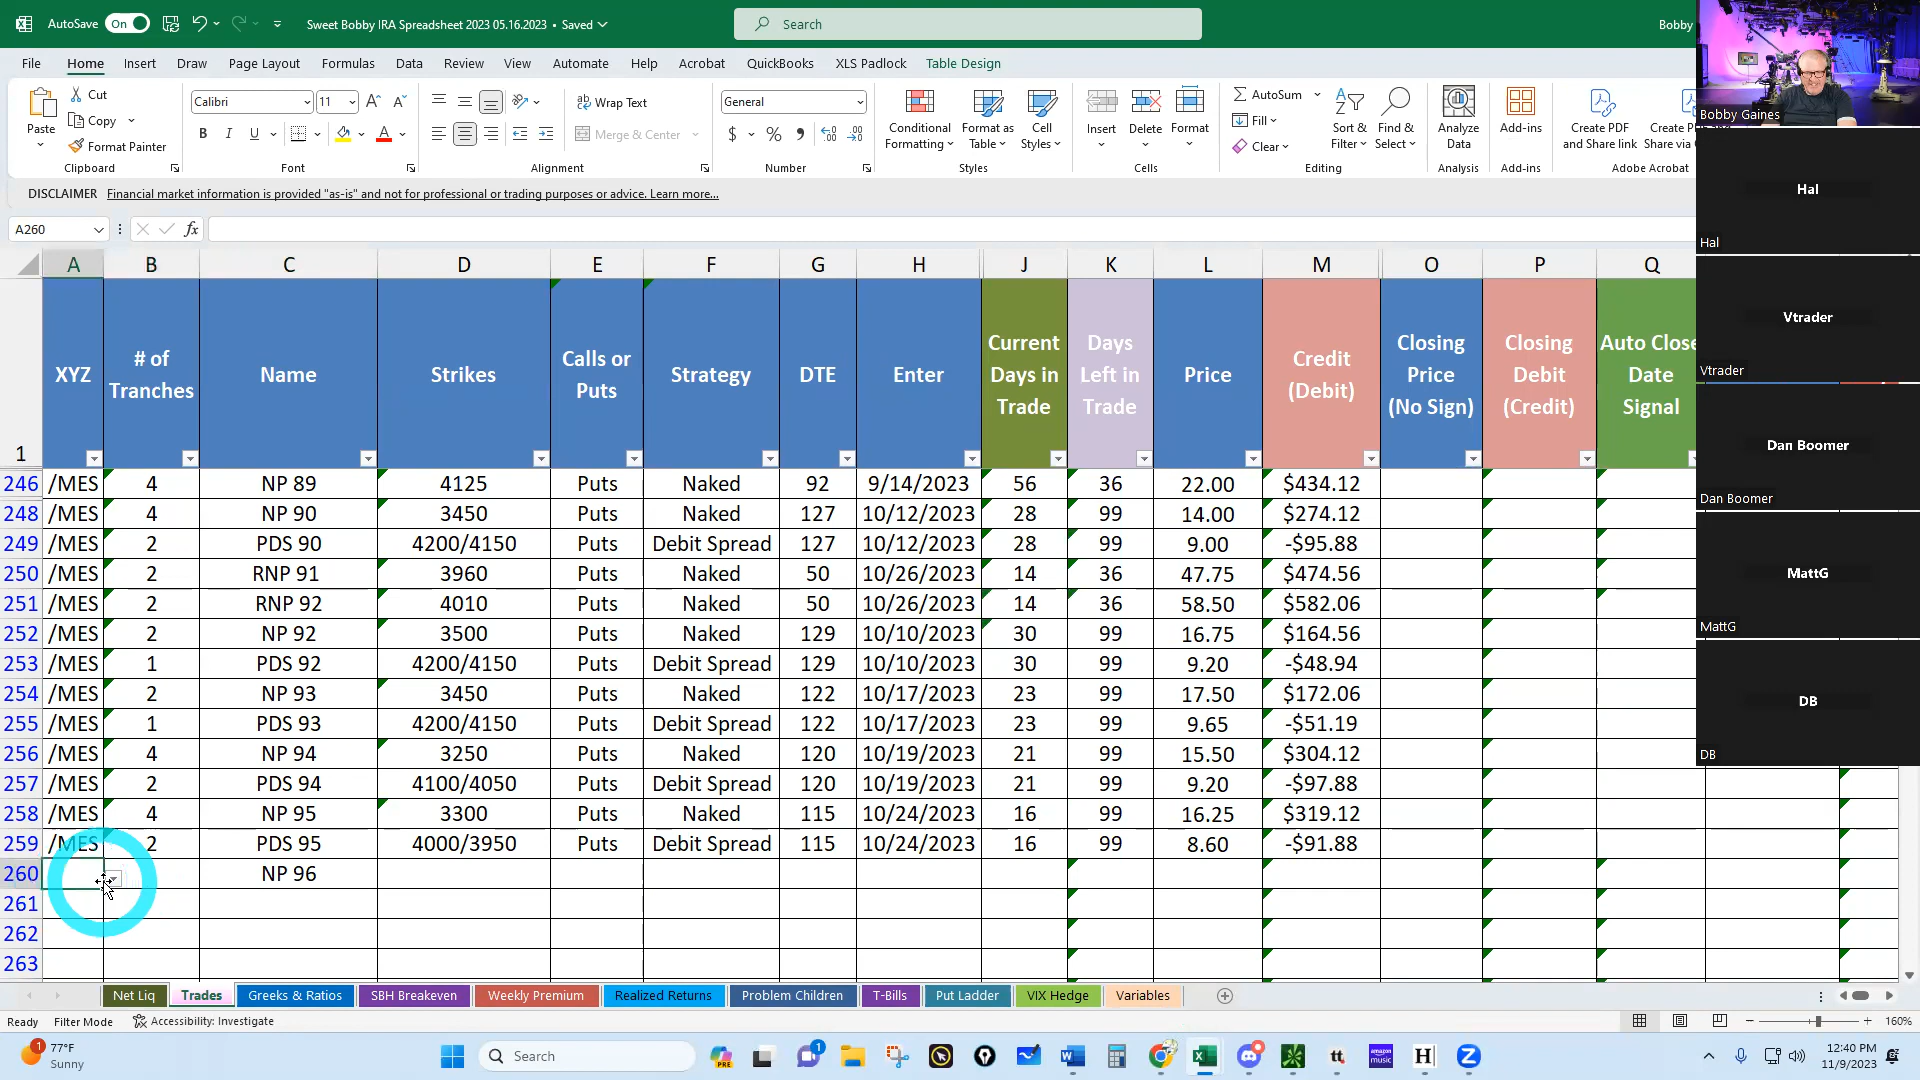 AutoSave On Sweet Bobby IRA Spreadsheet 2023 05.16.2023 • Saved Search Bobby
File Home Insert Draw Page Layout Formulas Data Review View Automate Help Acrobat QuickBooks XLS Padlock Table Design
Paste Cut Copy Format Painter Clipboard
Calibri 11 B I U A Font
Wrap Text Merge & Center Alignment
General $ % Number
Conditional Formatting Format as Table Cell Styles Styles
Insert Delete Format Cells
AutoSum Fill Clear Sort & Filter Find & Select Editing
Analyze Data Analysis
Add-ins Add-ins
Create PDF and Share link Share via Adobe Acrobat
DISCLAIMER Financial market information is provided "as-is" and not for professional or trading purposes or advice. Learn more...
A260 fx
A B C D E F G H J K L M O P Q
1 XYZ # of Tranches Name Strikes Calls or Puts Strategy DTE Enter Current Days in Trade Days Left in Trade Price Credit (Debit) Closing Price (No Sign) Closing Debit (Credit) Auto Close Date Signal
246 /MES 4 NP 89 4125 Puts Naked 92 9/14/2023 56 36 22.00 $434.12
248 /MES 4 NP 90 3450 Puts Naked 127 10/12/2023 28 99 14.00 $274.12
249 /MES 2 PDS 90 4200/4150 Puts Debit Spread 127 10/12/2023 28 99 9.00 -$95.88
250 /MES 2 RNP 91 3960 Puts Naked 50 10/26/2023 14 36 47.75 $474.56
251 /MES 2 RNP 92 4010 Puts Naked 50 10/26/2023 14 36 58.50 $582.06
252 /MES 2 NP 92 3500 Puts Naked 129 10/10/2023 30 99 16.75 $164.56
253 /MES 1 PDS 92 4200/4150 Puts Debit Spread 129 10/10/2023 30 99 9.20 -$48.94
254 /MES 2 NP 93 3450 Puts Naked 122 10/17/2023 23 99 17.50 $172.06
255 /MES 1 PDS 93 4200/4150 Puts Debit Spread 122 10/17/2023 23 99 9.65 -$51.19
256 /MES 4 NP 94 3250 Puts Naked 120 10/19/2023 21 99 15.50 $304.12
257 /MES 2 PDS 94 4100/4050 Puts Debit Spread 120 10/19/2023 21 99 9.20 -$97.88
258 /MES 4 NP 95 3300 Puts Naked 115 10/24/2023 16 99 16.25 $319.12
259 /MES 2 PDS 95 4000/3950 Puts Debit Spread 115 10/24/2023 16 99 8.60 -$91.88
260 NP 96
261
262
263
Net Liq Trades Greeks & Ratios SBH Breakeven Weekly Premium Realized Returns Problem Children T-Bills Put Ladder VIX Hedge Variables
Ready Filter Mode Accessibility: Investigate 160%
Bobby Gaines
Hal
Hal
Vtrader
Vtrader
Dan Boomer
Dan Boomer
MattG
MattG
DB
DB
1 77°F
Sunny
Search PRE 1 tt amazon music H Z
12:40 PM
11/9/2023